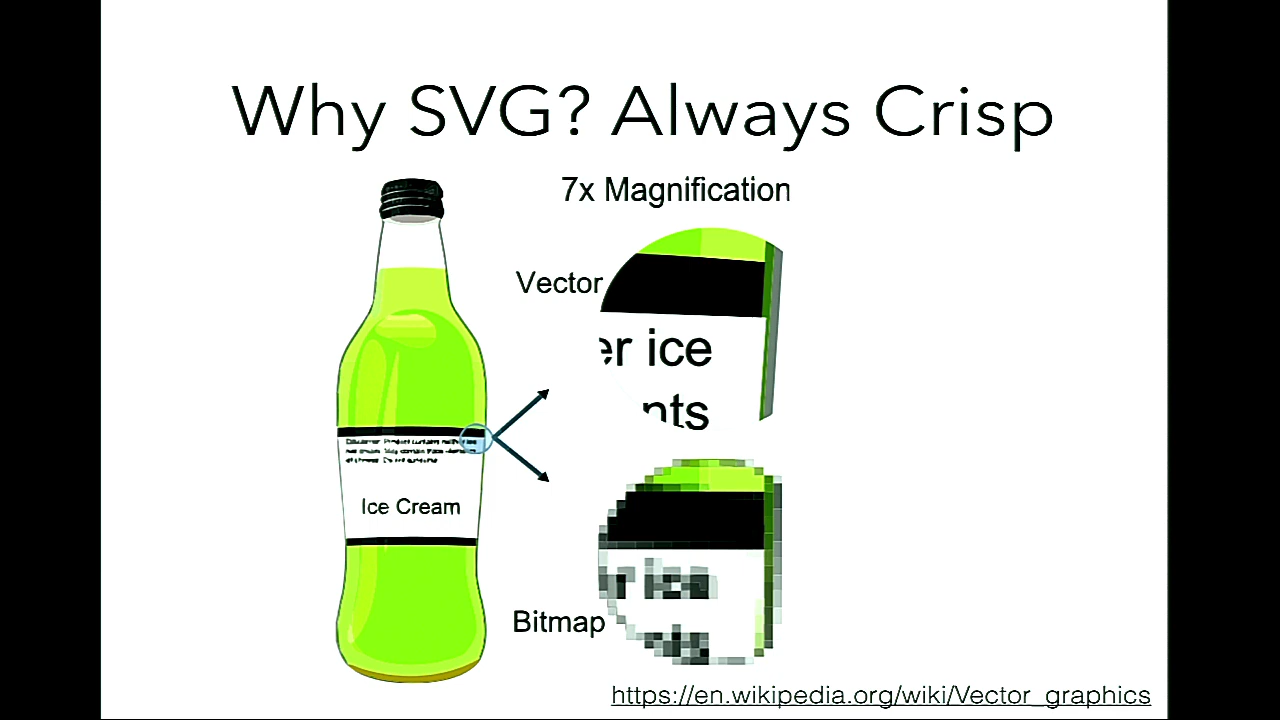 Why SVG? Always Crisp
7x Magnification
Vector
er ice
nts
Ice Cream
Bitmap
https://en.wikipedia.org/wiki/Vector_graphics